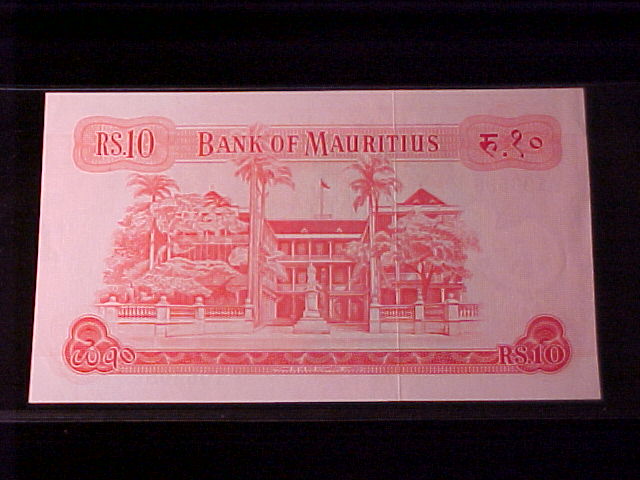 RS.10 BANK OF MAURITIUS रु.१०
RS.10